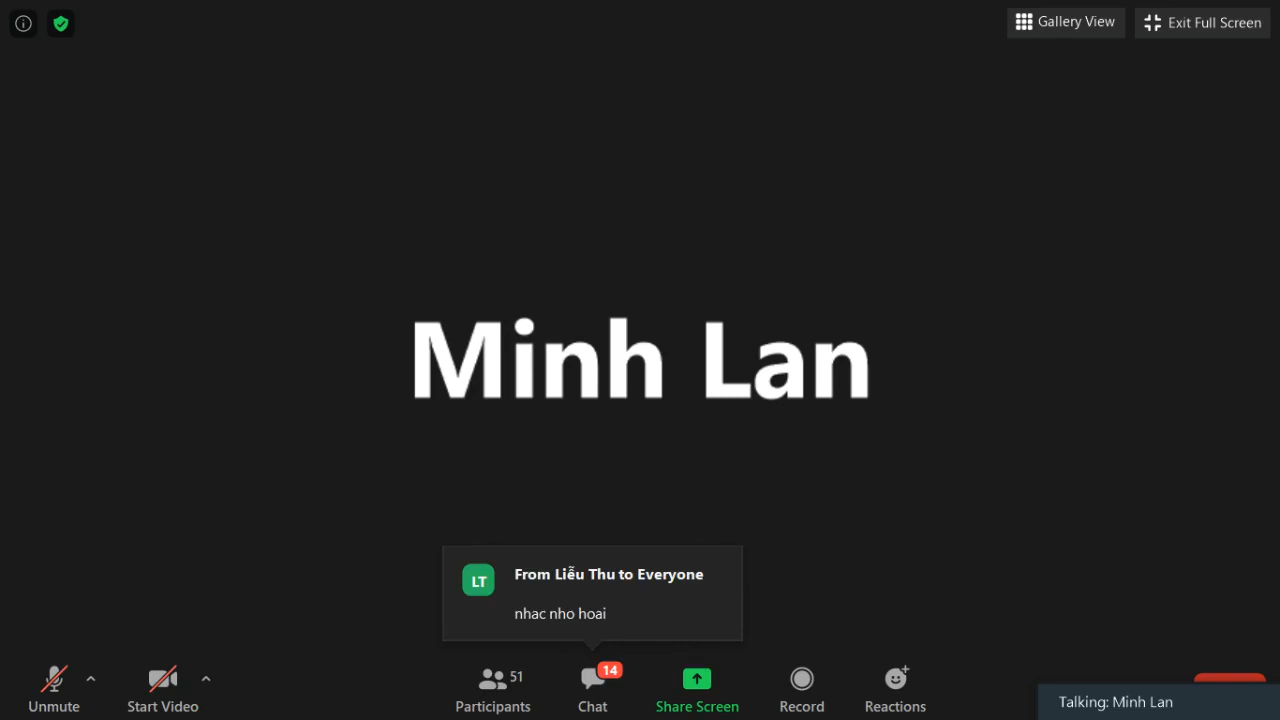 Gallery View
Exit Full Screen
Minh Lan
LT
From Liễu Thu to Everyone
nhac nho hoai
51
14
Unmute
Start Video
Participants
Chat
Share Screen
Record
Reactions
Talking: Minh Lan